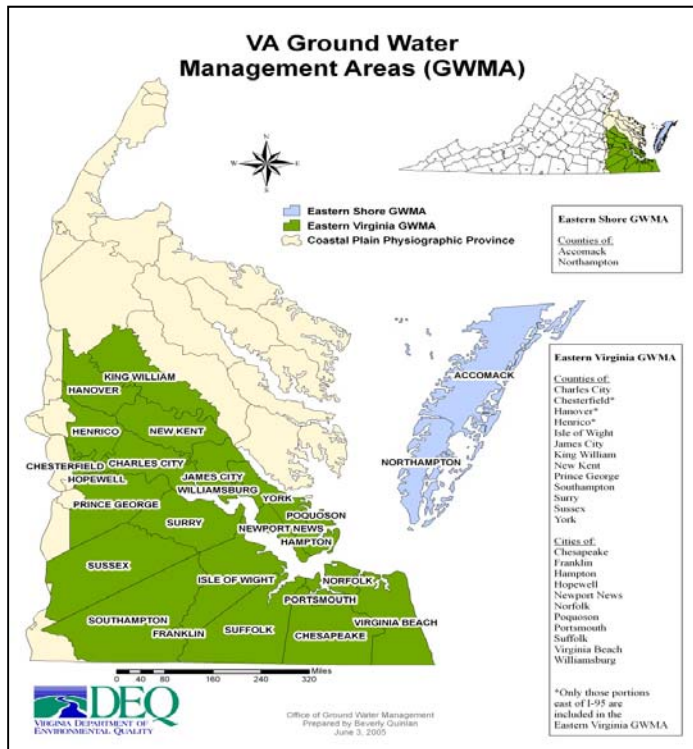 VA Ground Water
Management Areas (GWMA)
N
W
E
S
Eastern Shore GWMA
Eastern Virginia GWMA
Coastal Plain Physiographic Province
Eastern Shore GWMA
Counties of:
Accomack
Northampton
KING WILLIAM
HANOVER
HENRICO
NEW KENT
CHESTERFIELD
CHARLES CITY
HOPEWELL
JAMES CITY
WILLIAMSBURG
YORK
PRINCE GEORGE
POQUOSON
SURRY
NEWPORT NEWS
HAMPTON
SUSSEX
ISLE OF WIGHT
NORFOLK
PORTSMOUTH
SOUTHAMPTON
VIRGINIA BEACH
FRANKLIN
SUFFOLK
CHESAPEAKE
ACCOMACK
NORTHAMPTON
Eastern Virginia GWMA
Counties of:
Charles City
Chesterfield*
Hanover*
Henrico*
Isle of Wight
James City
King William
New Kent
Prince George
Southampton
Surry
Sussex
York
Cities of:
Chesapeake
Franklin
Hampton
Hopewell
Newport News
Norfolk
Poquoson
Portsmouth
Suffolk
Virginia Beach
Williamsburg
*Only those portions
east of I-95 are
included in the
Eastern Virginia GWMA
Miles
0 40 80 160 240 320
DEQ
VIRGINIA DEPARTMENT OF
ENVIRONMENTAL QUALITY
Office of Ground Water Management
Prepared by Beverly Quinlan
June 3, 2005